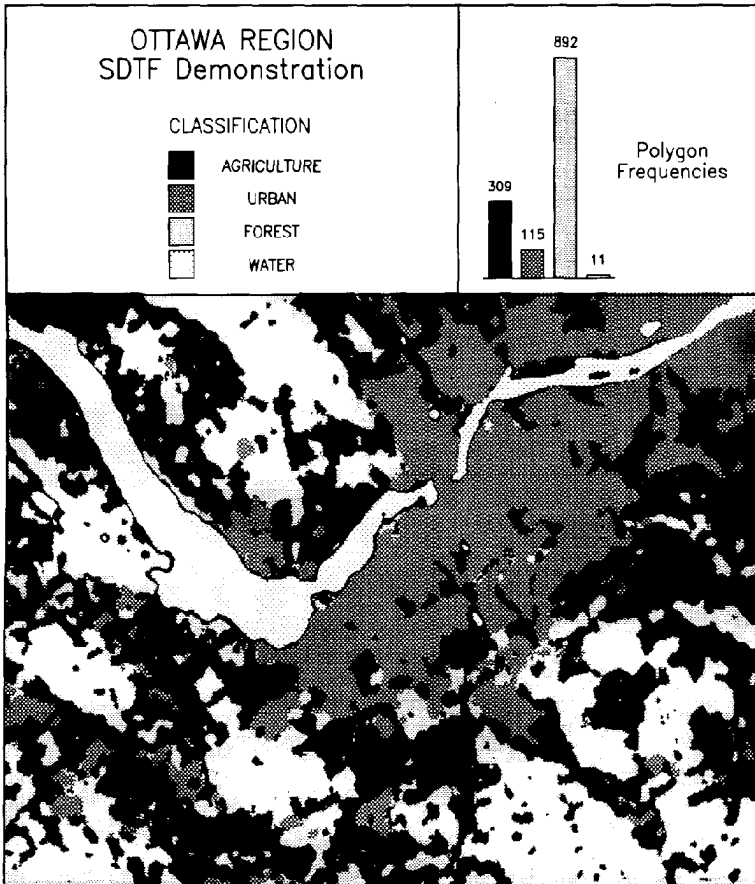 OTTAWA REGION
SDTF Demonstration
CLASSIFICATION
AGRICULTURE
URBAN
FOREST
WATER
892
309
115
11
Polygon
Frequencies